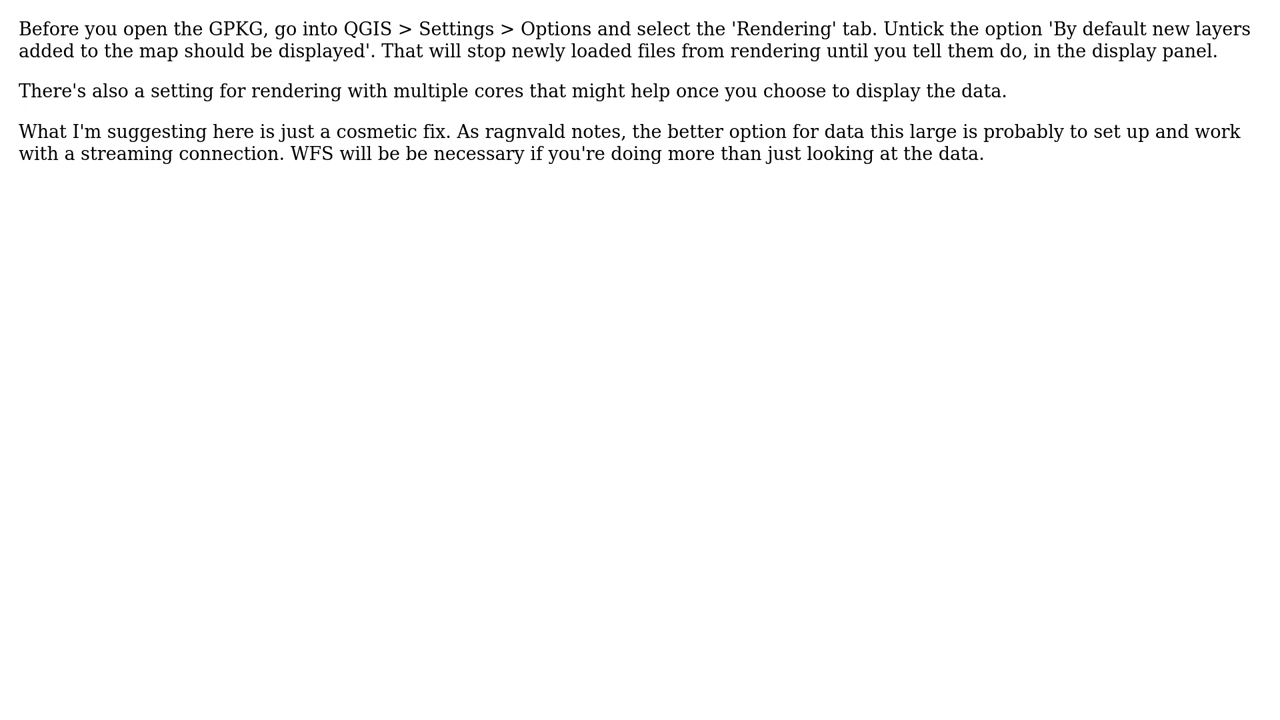 Before you open the GPKG, go into QGIS > Settings > Options and select the 'Rendering' tab. Untick the option 'By default new layers
added to the map should be displayed'. That will stop newly loaded files from rendering until you tell them do, in the display panel.
There's also a setting for rendering with multiple cores that might help once you choose to display the data.
What I'm suggesting here is just a cosmetic fix. As ragnvald notes, the better option for data this large is probably to set up and work
with a streaming connection. WFS will be be necessary if you're doing more than just looking at the data.